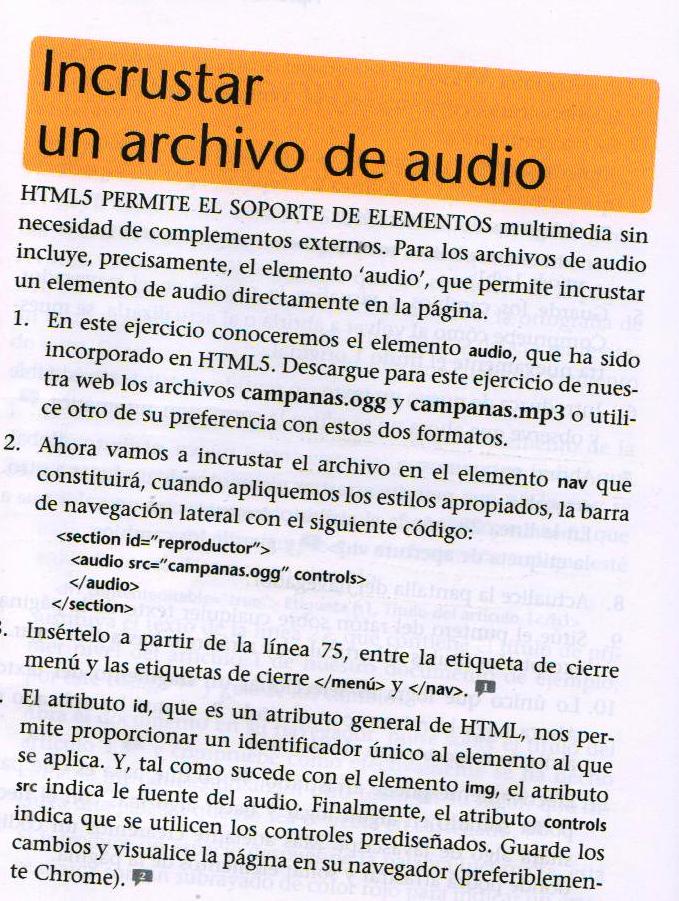 Incrustar
un archivo de audio
HTML5 PERMITE EL SOPORTE DE ELEMENTOS multimedia sin
necesidad de complementos externos. Para los archivos de audio
incluye, precisamente, el elemento ‘audio’, que permite incrustar
un elemento de audio directamente en la página.
1. En este ejercicio conoceremos el elemento audio, que ha sido
incorporado en HTML5. Descargue para este ejercicio de nues-
tra web los archivos campanas.ogg y campanas.mp3 o utili-
ce otro de su preferencia con estos dos formatos.
2. Ahora vamos a incrustar el archivo en el elemento nav que
constituirá, cuando apliquemos los estilos apropiados, la barra
de navegación lateral con el siguiente código:
<section id="reproductor">
<audio src="campanas.ogg" controls>
</audio>
</section>
3. Insértelo a partir de la línea 75, entre la etiqueta de cierre
menú y las etiquetas de cierre </menú> y </nav>. 1
El atributo id, que es un atributo general de HTML, nos per-
mite proporcionar un identificador único al elemento al que
se aplica. Y, tal como sucede con el elemento img, el atributo
src indica le fuente del audio. Finalmente, el atributo controls
indica que se utilicen los controles prediseñados. Guarde los
cambios y visualice la página en su navegador (preferiblemen-
te Chrome). 2